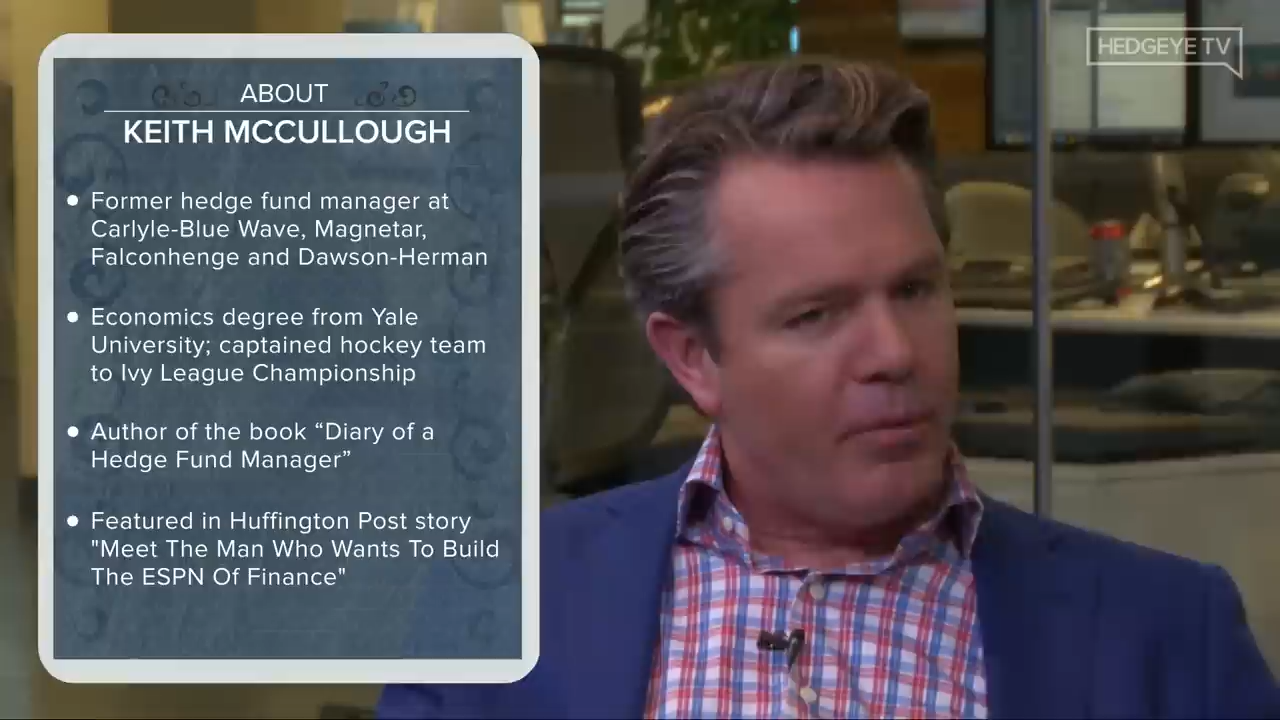 HEDGEYE TV
ABOUT
KEITH MCCULLOUGH
• Former hedge fund manager at
Carlyle-Blue Wave, Magnetar,
Falconhenge and Dawson-Herman
• Economics degree from Yale
University; captained hockey team
to Ivy League Championship
• Author of the book “Diary of a
Hedge Fund Manager”
• Featured in Huffington Post story
"Meet The Man Who Wants To Build
The ESPN Of Finance"